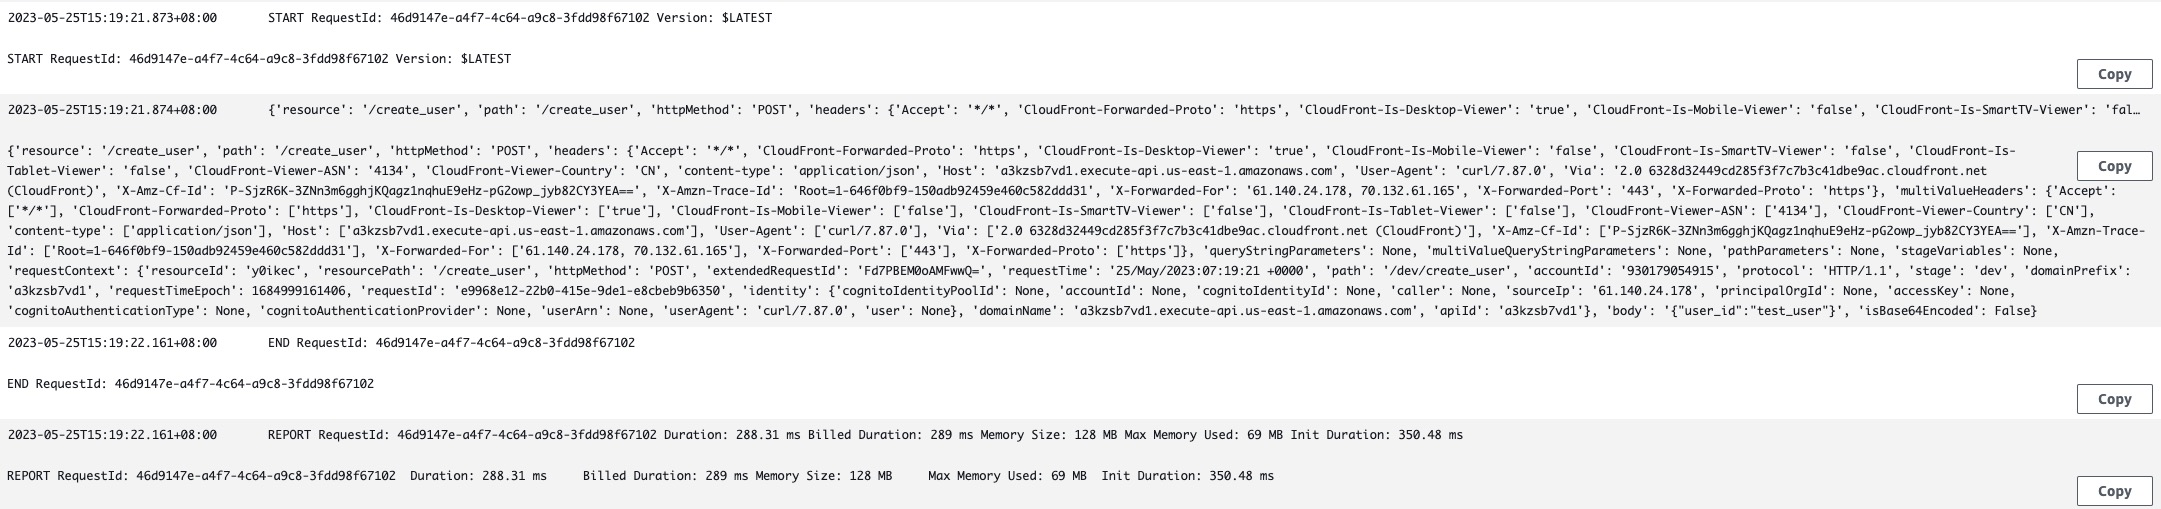 2023-05-25T15:19:21.873+08:00 START RequestId: 46d9147e-a4f7-4c64-a9c8-3fdd98f67102 Version: $LATEST
START RequestId: 46d9147e-a4f7-4c64-a9c8-3fdd98f67102 Version: $LATEST
Copy
2023-05-25T15:19:21.874+08:00 {'resource': '/create_user', 'path': '/create_user', 'httpMethod': 'POST', 'headers': {'Accept': '*/*', 'CloudFront-Forwarded-Proto': 'https', 'CloudFront-Is-Desktop-Viewer': 'true', 'CloudFront-Is-Mobile-Viewer': 'false', 'CloudFront-Is-SmartTV-Viewer': 'fal…
{'resource': '/create_user', 'path': '/create_user', 'httpMethod': 'POST', 'headers': {'Accept': '*/*', 'CloudFront-Forwarded-Proto': 'https', 'CloudFront-Is-Desktop-Viewer': 'true', 'CloudFront-Is-Mobile-Viewer': 'false', 'CloudFront-Is-SmartTV-Viewer': 'false', 'CloudFront-Is-
Copy
Tablet-Viewer': 'false', 'CloudFront-Viewer-ASN': '4134', 'CloudFront-Viewer-Country': 'CN', 'content-type': 'application/json', 'Host': 'a3kzsb7vd1.execute-api.us-east-1.amazonaws.com', 'User-Agent': 'curl/7.87.0', 'Via': '2.0 6328d32449cd285f3f7c7b3c41dbe9ac.cloudfront.net
(CloudFront)', 'X-Amz-Cf-Id': 'P-SjzR6K-3ZNn3m6gghjKQagz1nqhuE9eHz-pG2owp_jyb82CY3YEA==', 'X-Amzn-Trace-Id': 'Root=1-646f0bf9-150adb92459e460c582ddd31', 'X-Forwarded-For': '61.140.24.178, 70.132.61.165', 'X-Forwarded-Port': '443', 'X-Forwarded-Proto': 'https'}, 'multiValueHeaders': {'Accept':
['*/*'], 'CloudFront-Forwarded-Proto': ['https'], 'CloudFront-Is-Desktop-Viewer': ['true'], 'CloudFront-Is-Mobile-Viewer': ['false'], 'CloudFront-Is-SmartTV-Viewer': ['false'], 'CloudFront-Is-Tablet-Viewer': ['false'], 'CloudFront-Viewer-ASN': ['4134'], 'CloudFront-Viewer-Country': ['CN'],
'content-type': ['application/json'], 'Host': ['a3kzsb7vd1.execute-api.us-east-1.amazonaws.com'], 'User-Agent': ['curl/7.87.0'], 'Via': ['2.0 6328d32449cd285f3f7c7b3c41dbe9ac.cloudfront.net (CloudFront)'], 'X-Amz-Cf-Id': ['P-SjzR6K-3ZNn3m6gghjKQagz1nqhuE9eHz-pG2owp_jyb82CY3YEA=='], 'X-Amzn-Trace-
Id': ['Root=1-646f0bf9-150adb92459e460c582ddd31'], 'X-Forwarded-For': ['61.140.24.178, 70.132.61.165'], 'X-Forwarded-Port': ['443'], 'X-Forwarded-Proto': ['https']}, 'queryStringParameters': None, 'multiValueQueryStringParameters': None, 'pathParameters': None, 'stageVariables': None,
'requestContext': {'resourceId': 'y0ikec', 'resourcePath': '/create_user', 'httpMethod': 'POST', 'extendedRequestId': 'Fd7PBEM0oAMFwwQ=', 'requestTime': '25/May/2023:07:19:21 +0000', 'path': '/dev/create_user', 'accountId': '930179054915', 'protocol': 'HTTP/1.1', 'stage': 'dev', 'domainPrefix':
'a3kzsb7vd1', 'requestTimeEpoch': 1684999161406, 'requestId': 'e9968e12-22b0-415e-9de1-e8cbeb9b6350', 'identity': {'cognitoIdentityPoolId': None, 'accountId': None, 'cognitoIdentityId': None, 'caller': None, 'sourceIp': '61.140.24.178', 'principalOrgId': None, 'accessKey': None,
'cognitoAuthenticationType': None, 'cognitoAuthenticationProvider': None, 'userArn': None, 'userAgent': 'curl/7.87.0', 'user': None}, 'domainName': 'a3kzsb7vd1.execute-api.us-east-1.amazonaws.com', 'apiId': 'a3kzsb7vd1'}, 'body': '{"user_id":"test_user"}', 'isBase64Encoded': False}
2023-05-25T15:19:22.161+08:00 END RequestId: 46d9147e-a4f7-4c64-a9c8-3fdd98f67102
END RequestId: 46d9147e-a4f7-4c64-a9c8-3fdd98f67102
Copy
2023-05-25T15:19:22.161+08:00 REPORT RequestId: 46d9147e-a4f7-4c64-a9c8-3fdd98f67102 Duration: 288.31 ms Billed Duration: 289 ms Memory Size: 128 MB Max Memory Used: 69 MB Init Duration: 350.48 ms
REPORT RequestId: 46d9147e-a4f7-4c64-a9c8-3fdd98f67102 Duration: 288.31 ms Billed Duration: 289 ms Memory Size: 128 MB Max Memory Used: 69 MB Init Duration: 350.48 ms
Copy